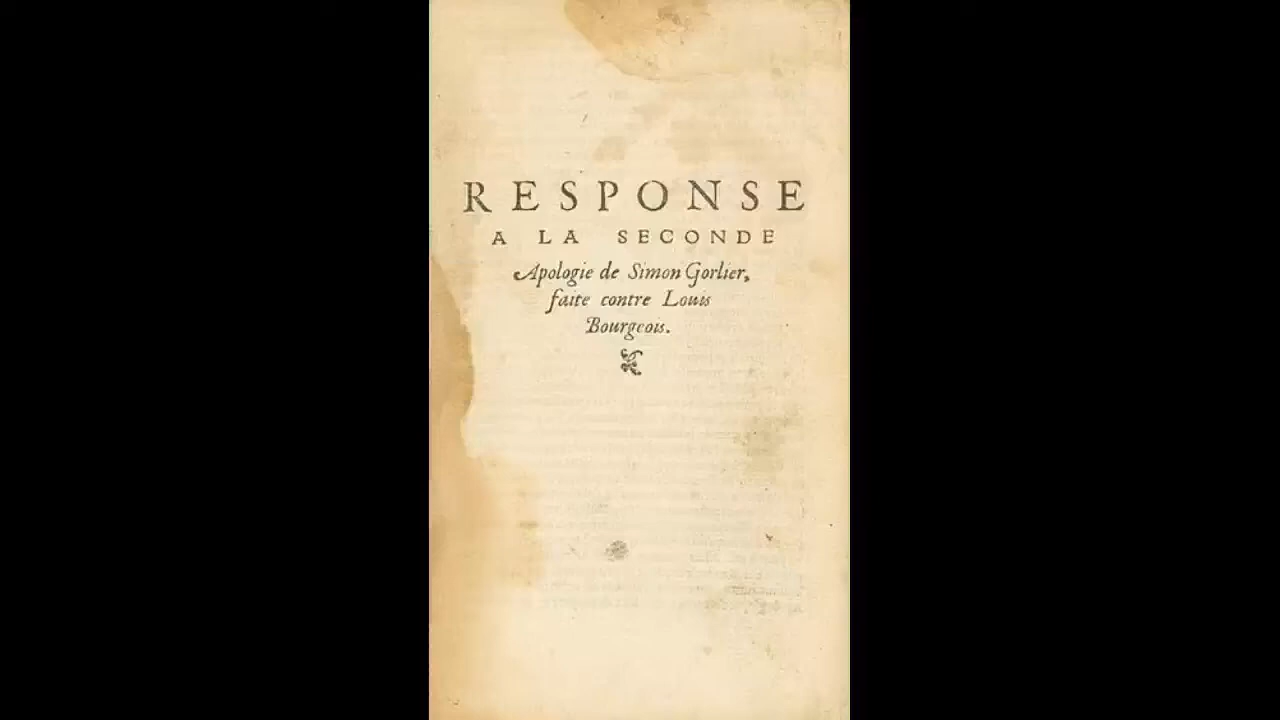 RESPONSE
A LA SECONDE
Apologie de Simon Gorlier,
faite contre Louis
Bourgeois.